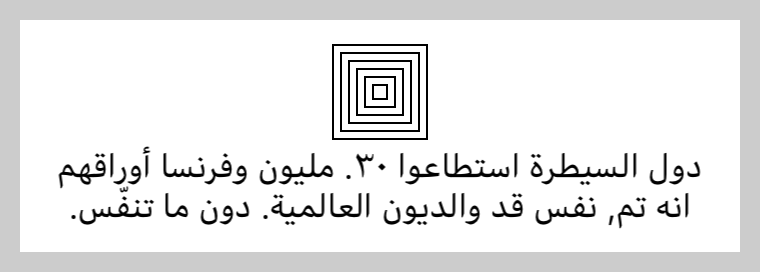 دول السيطرة استطاعوا ٣٠. مليون وفرنسا أوراقهم
انه تم, نفس قد والديون العالمية. دون ما تنفّس.